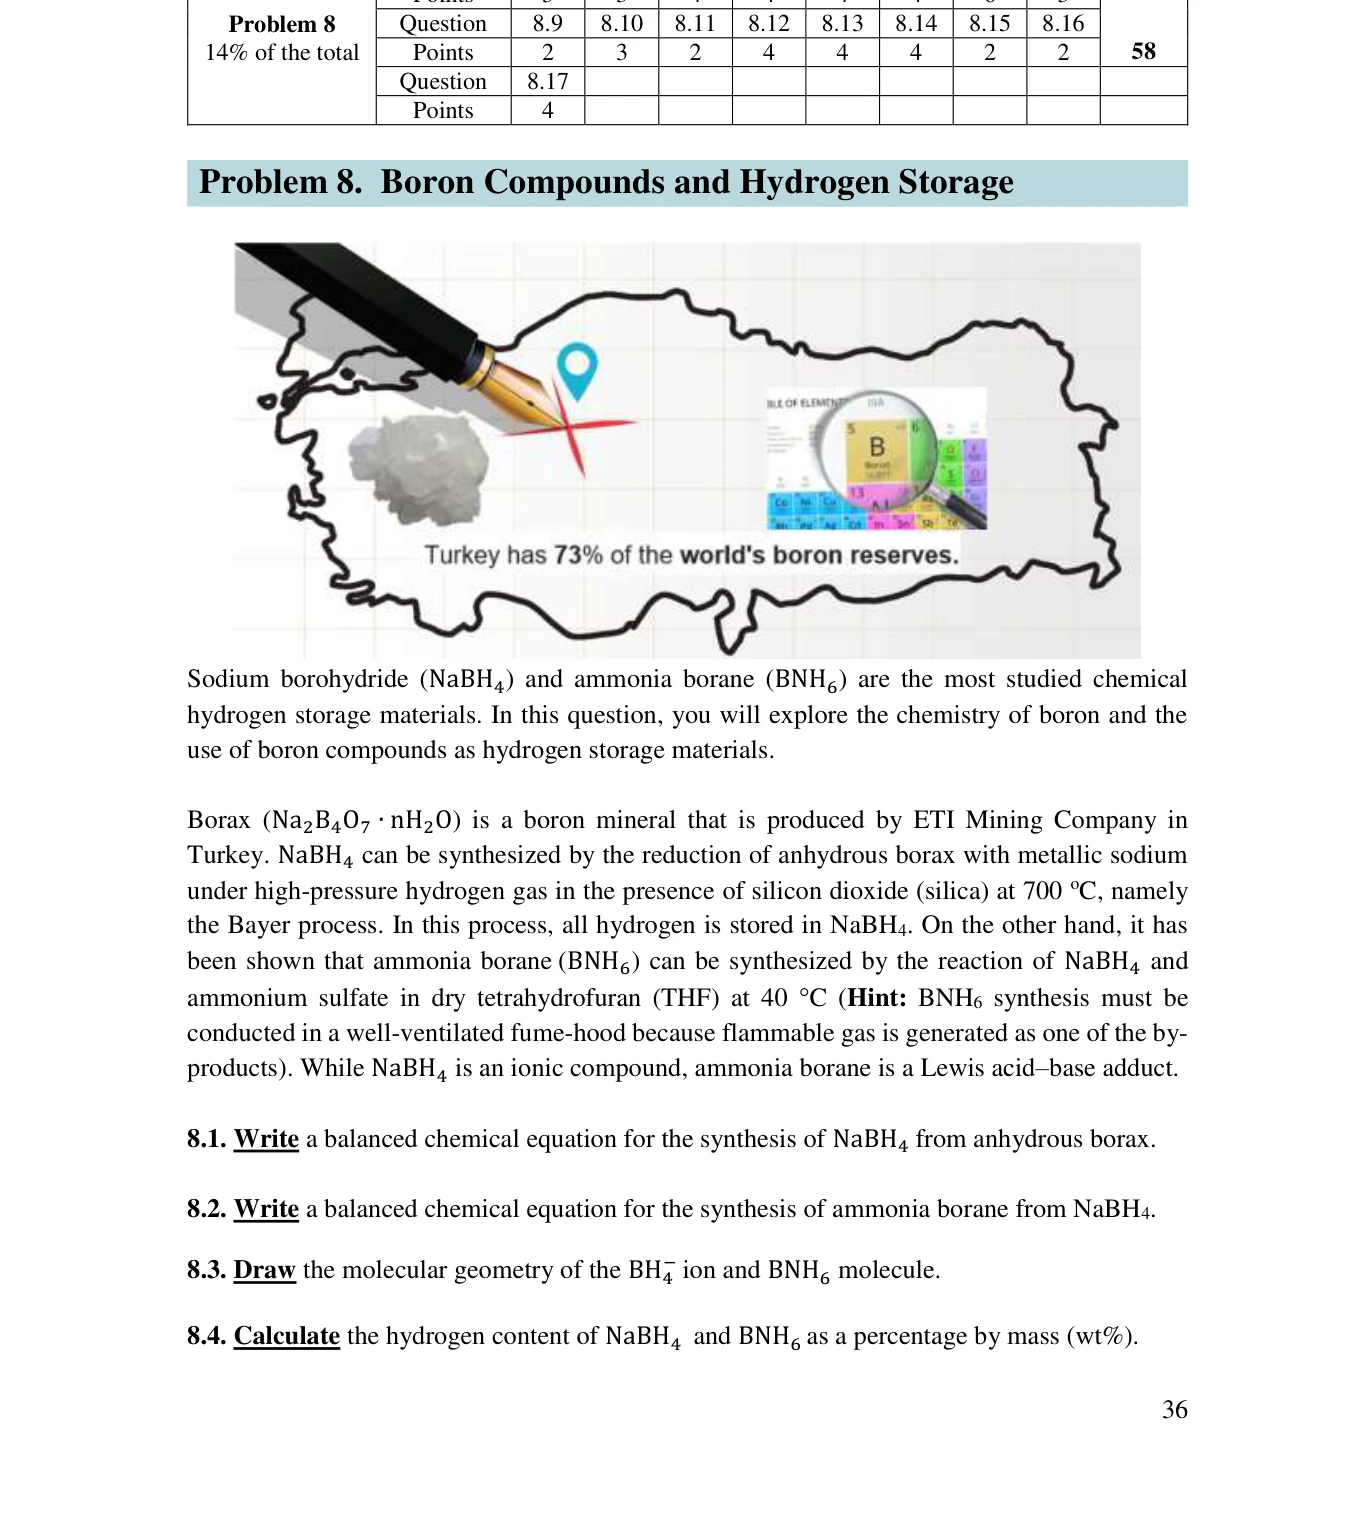 Problem 8
14% of the total
Question 8.9 8.10 8.11 8.12 8.13 8.14 8.15 8.16
Points 2 3 2 4 4 4 2 2 58
Question 8.17
Points 4
Problem 8. Boron Compounds and Hydrogen Storage
BLE OF ELEMENT IIIA
5 6
B
Boron
13
Co Ni Cu
Turkey has 73% of the world's boron reserves.
Sodium borohydride (NaBH₄) and ammonia borane (BNH₆) are the most studied chemical
hydrogen storage materials. In this question, you will explore the chemistry of boron and the
use of boron compounds as hydrogen storage materials.
Borax (Na₂B₄O₇ · nH₂O) is a boron mineral that is produced by ETI Mining Company in
Turkey. NaBH₄ can be synthesized by the reduction of anhydrous borax with metallic sodium
under high-pressure hydrogen gas in the presence of silicon dioxide (silica) at 700 ºC, namely
the Bayer process. In this process, all hydrogen is stored in NaBH₄. On the other hand, it has
been shown that ammonia borane (BNH₆) can be synthesized by the reaction of NaBH₄ and
ammonium sulfate in dry tetrahydrofuran (THF) at 40 °C (Hint: BNH₆ synthesis must be
conducted in a well-ventilated fume-hood because flammable gas is generated as one of the by-
products). While NaBH₄ is an ionic compound, ammonia borane is a Lewis acid–base adduct.
8.1. Write a balanced chemical equation for the synthesis of NaBH₄ from anhydrous borax.
8.2. Write a balanced chemical equation for the synthesis of ammonia borane from NaBH₄.
8.3. Draw the molecular geometry of the BH₄⁻ ion and BNH₆ molecule.
8.4. Calculate the hydrogen content of NaBH₄ and BNH₆ as a percentage by mass (wt%).
36